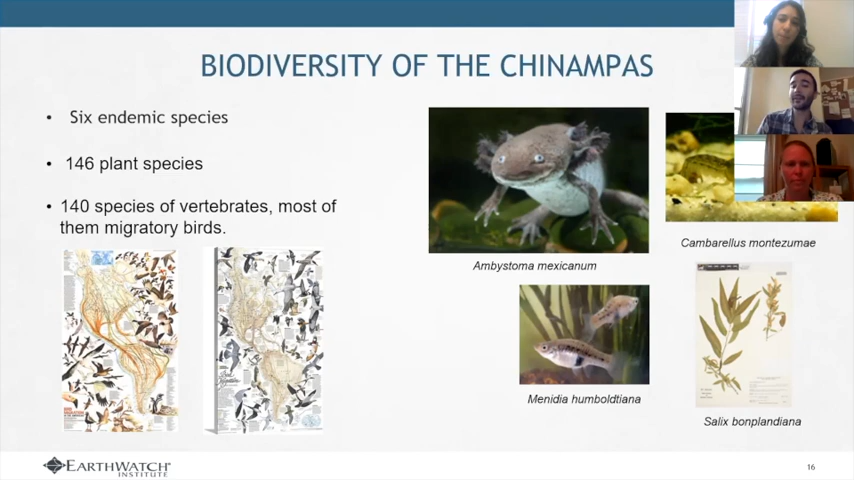 BIODIVERSITY OF THE CHINAMPAS
• Six endemic species
• 146 plant species
• 140 species of vertebrates, most of
them migratory birds.
Ambystoma mexicanum
Cambarellus montezumae
Menidia humboldtiana
Salix bonplandiana
EARTHWATCH
INSTITUTE
16